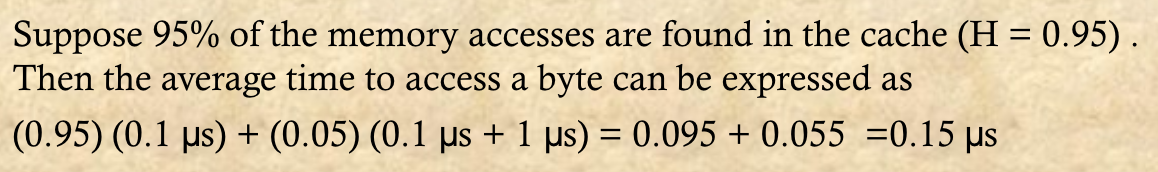 Suppose 95% of the memory accesses are found in the cache (H = 0.95) .
Then the average time to access a byte can be expressed as
(0.95) (0.1 µs) + (0.05) (0.1 µs + 1 µs) = 0.095 + 0.055 =0.15 µs